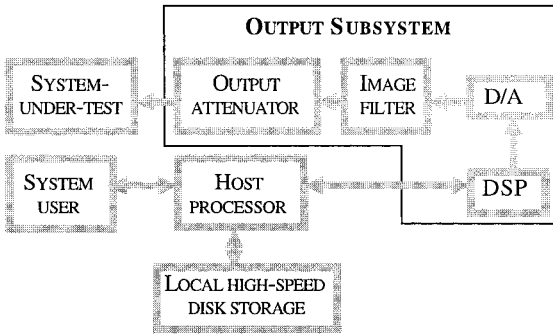 OUTPUT SUBSYSTEM
SYSTEM-
UNDER-TEST
OUTPUT
ATTENUATOR
IMAGE
FILTER
D/A
SYSTEM
USER
HOST
PROCESSOR
DSP
LOCAL HIGH-SPEED
DISK STORAGE